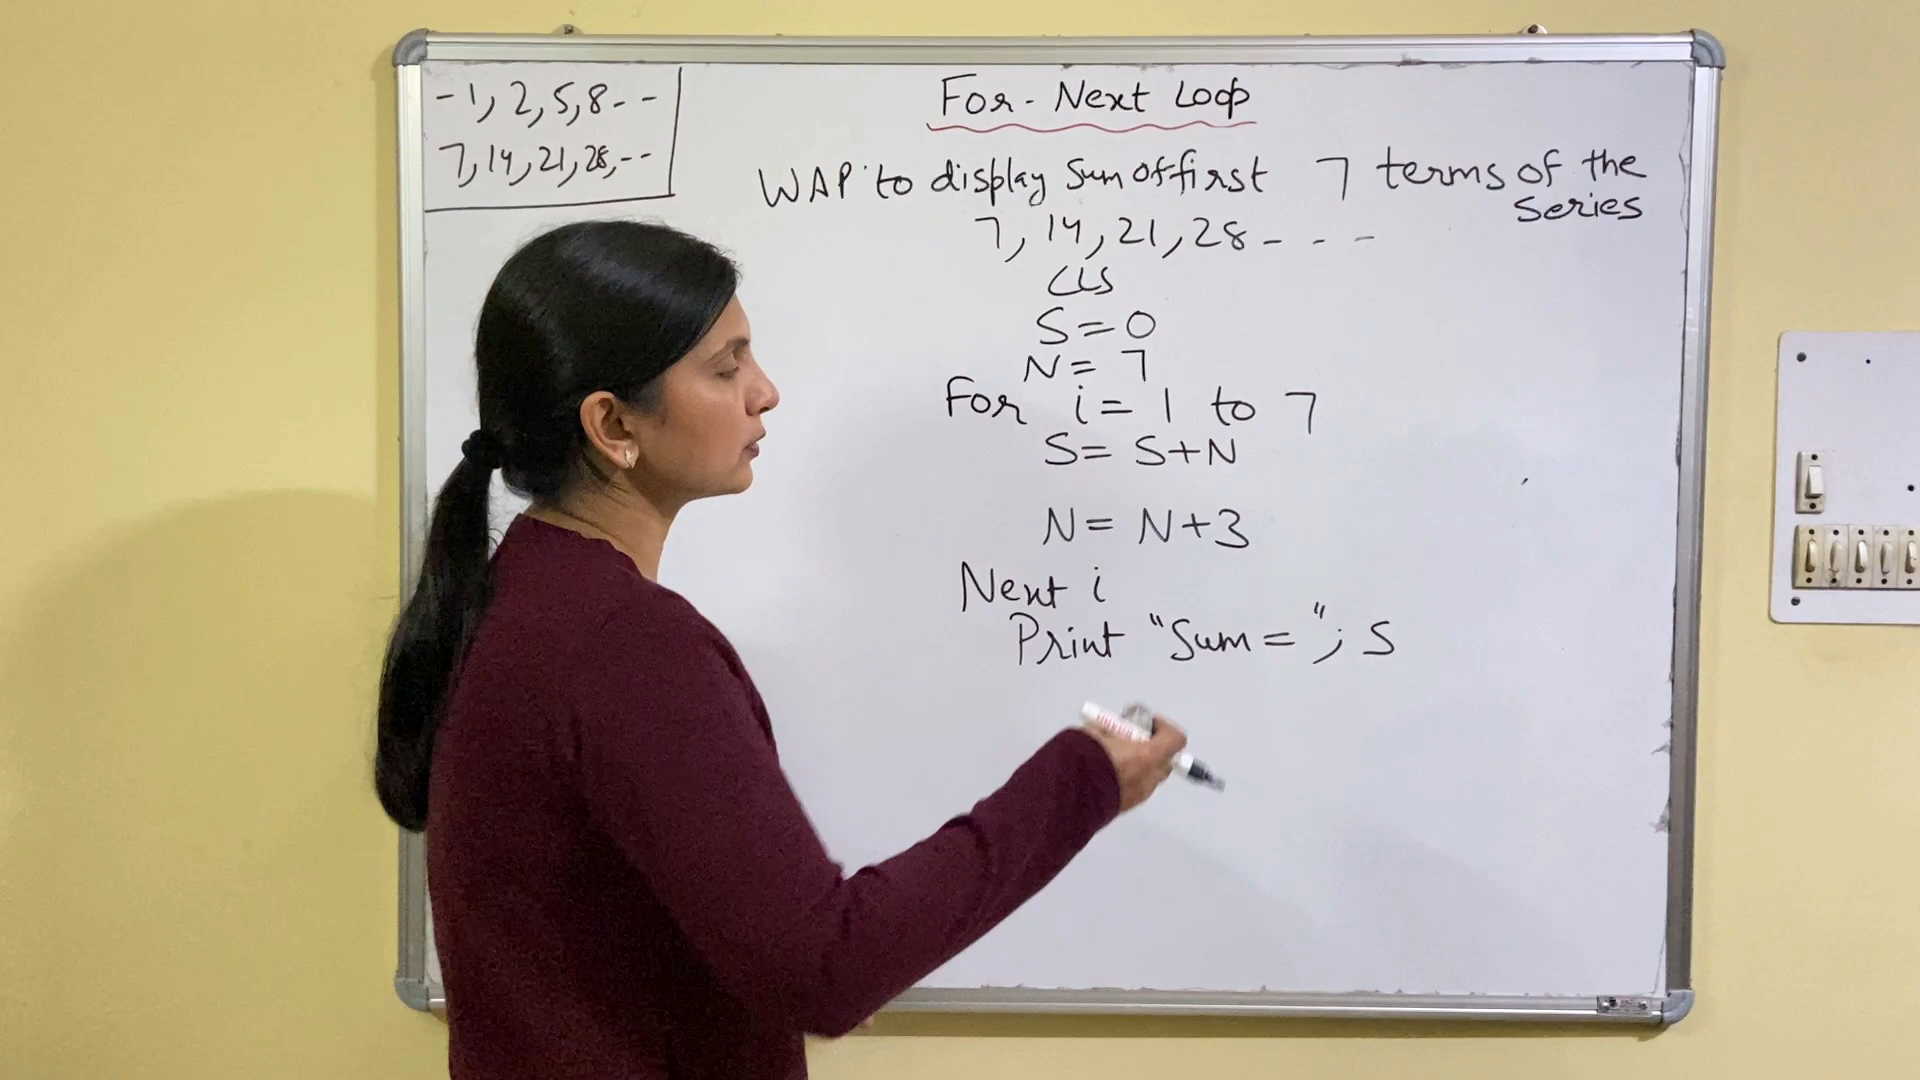 -1, 2, 5, 8 - -
7, 14, 21, 28, - -
For - Next Loop
WAP to display Sum of first 7 terms of the
series
7, 14, 21, 28 - - -
CLS
S = 0
N = 7
For i = 1 to 7
S = S + N
N = N + 3
Next i
Print "Sum = "; S